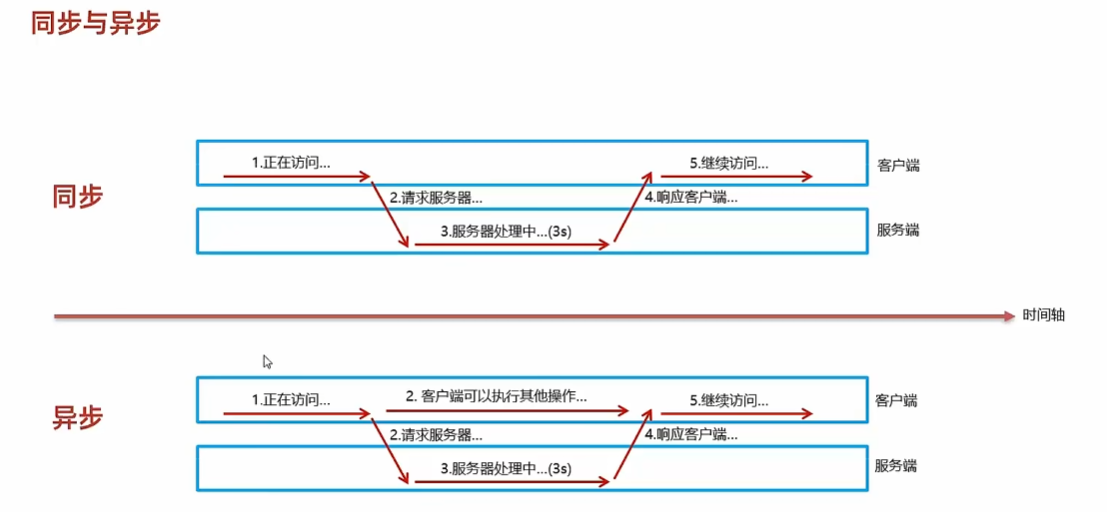 同步与异步
1.正在访问...
5.继续访问...
客户端
同步
2.请求服务器...
4.响应客户端...
3.服务器处理中...(3s)
服务端
时间轴
1.正在访问...
2. 客户端可以执行其他操作...
5.继续访问...
客户端
异步
2.请求服务器...
4.响应客户端...
3.服务器处理中...(3s)
服务端